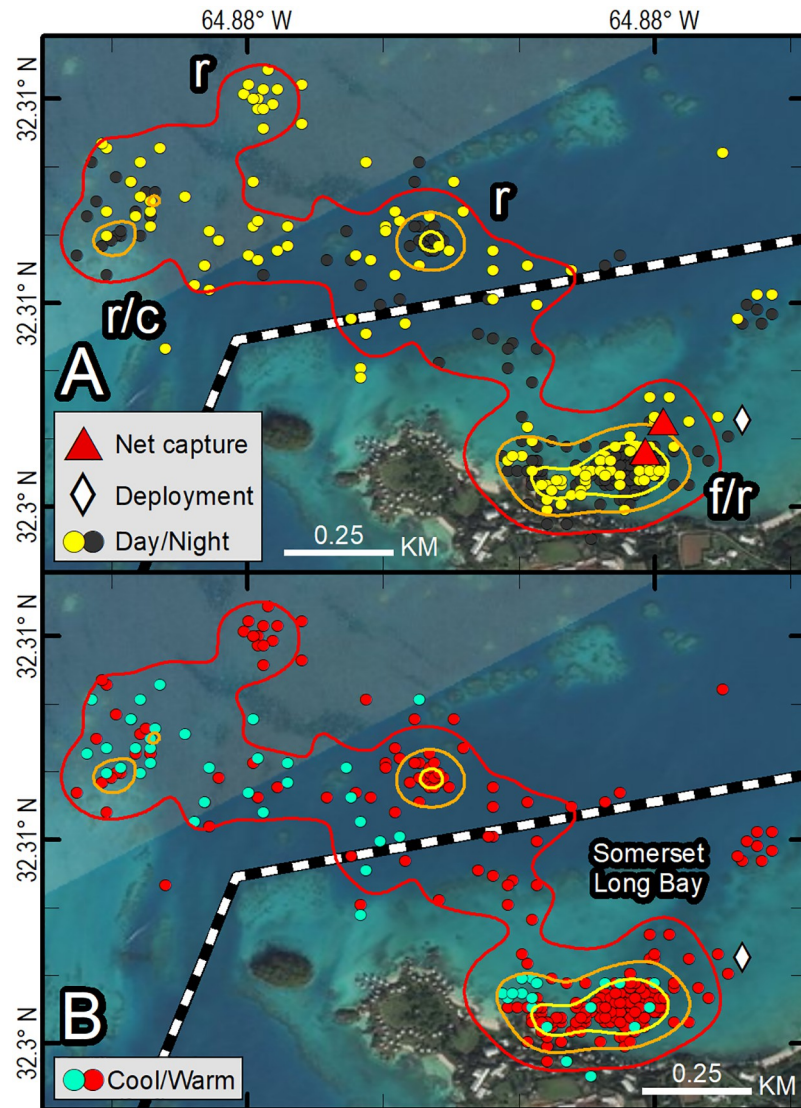 64.88° W
64.88° W
32.31° N
r
r
32.31° N
r/c
A
Net capture
Deployment
f/r
32.3° N
Day/Night
0.25 KM
32.31° N
32.31° N
Somerset
Long Bay
B
32.3° N
Cool/Warm
0.25 KM